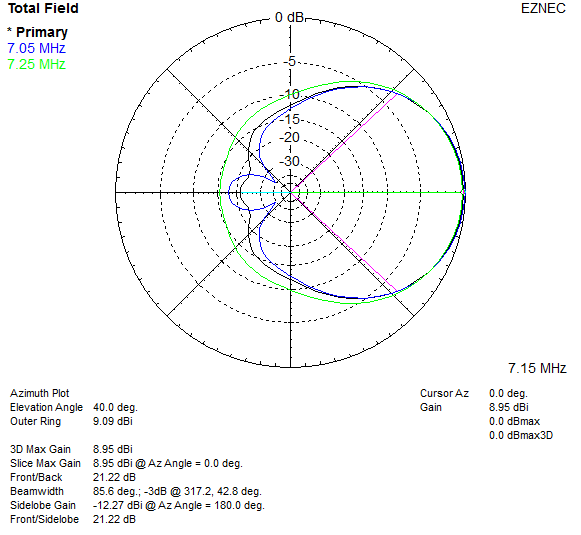 Total Field
EZNEC
* Primary
7.05 MHz
7.25 MHz
0 dB
-5
-10
-15
-20
-30
7.15 MHz
Azimuth Plot
Elevation Angle 40.0 deg.
Outer Ring 9.09 dBi
Cursor Az 0.0 deg.
Gain 8.95 dBi
0.0 dBmax
0.0 dBmax3D
3D Max Gain 8.95 dBi
Slice Max Gain 8.95 dBi @ Az Angle = 0.0 deg.
Front/Back 21.22 dB
Beamwidth 85.6 deg.; -3dB @ 317.2, 42.8 deg.
Sidelobe Gain -12.27 dBi @ Az Angle = 180.0 deg.
Front/Sidelobe 21.22 dB